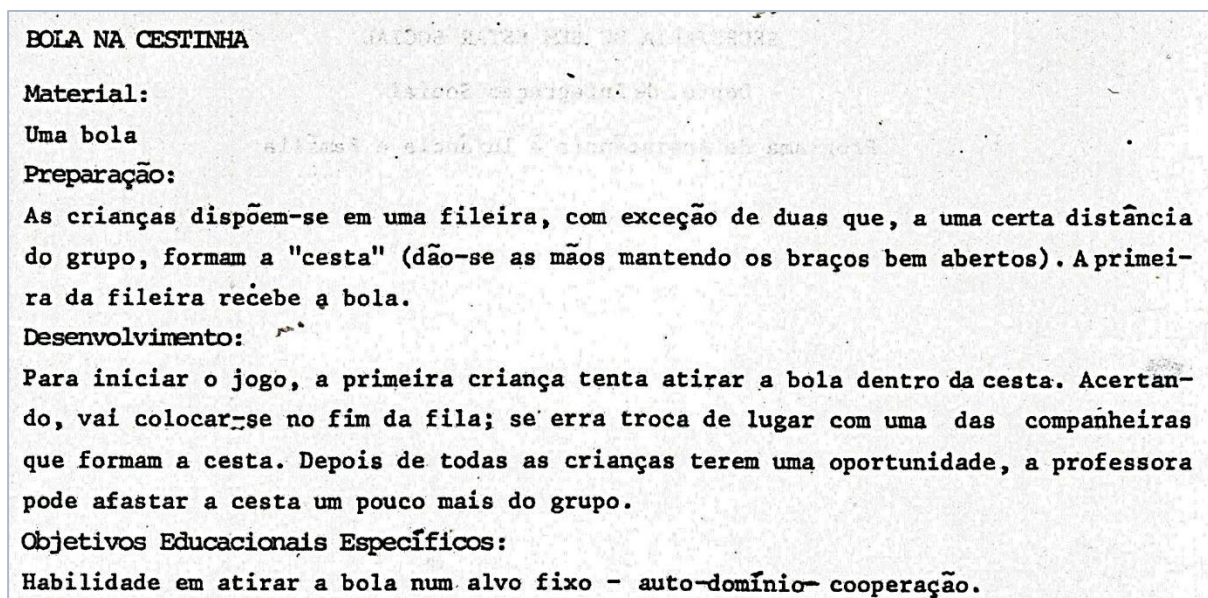 BOLA NA CESTINHA
Material:
Uma bola
Preparação:
As crianças dispõem-se em uma fileira, com exceção de duas que, a uma certa distância
do grupo, formam a "cesta" (dão-se as mãos mantendo os braços bem abertos). A primei-
ra da fileira recebe a bola.
Desenvolvimento:
Para iniciar o jogo, a primeira criança tenta atirar a bola dentro da cesta. Acertan-
do, vai colocar-se no fim da fila; se erra troca de lugar com uma das companheiras
que formam a cesta. Depois de todas as crianças terem uma oportunidade, a professora
pode afastar a cesta um pouco mais do grupo.
Objetivos Educacionais Específicos:
Habilidade em atirar a bola num alvo fixo - auto-domínio- cooperação.